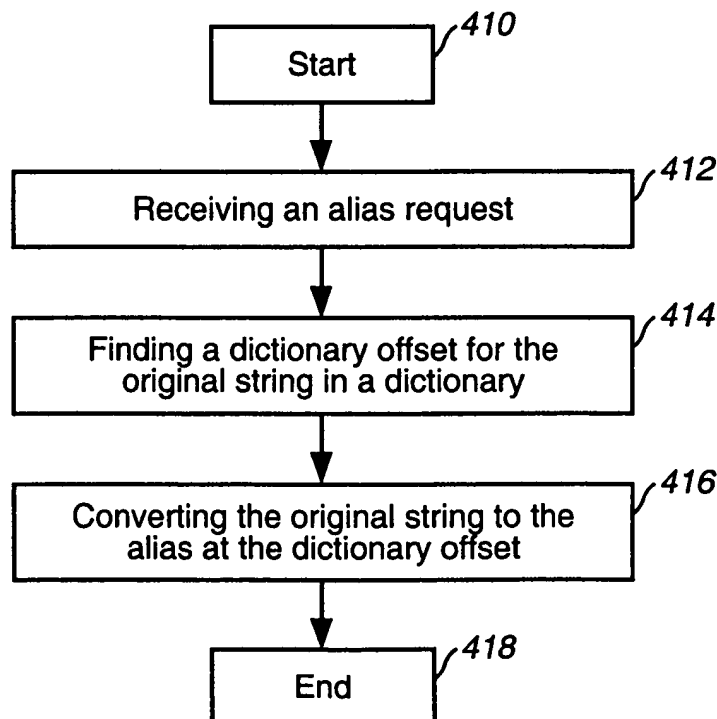 410
Start
412
Receiving an alias request
414
Finding a dictionary offset for the
original string in a dictionary
416
Converting the original string to the
alias at the dictionary offset
418
End